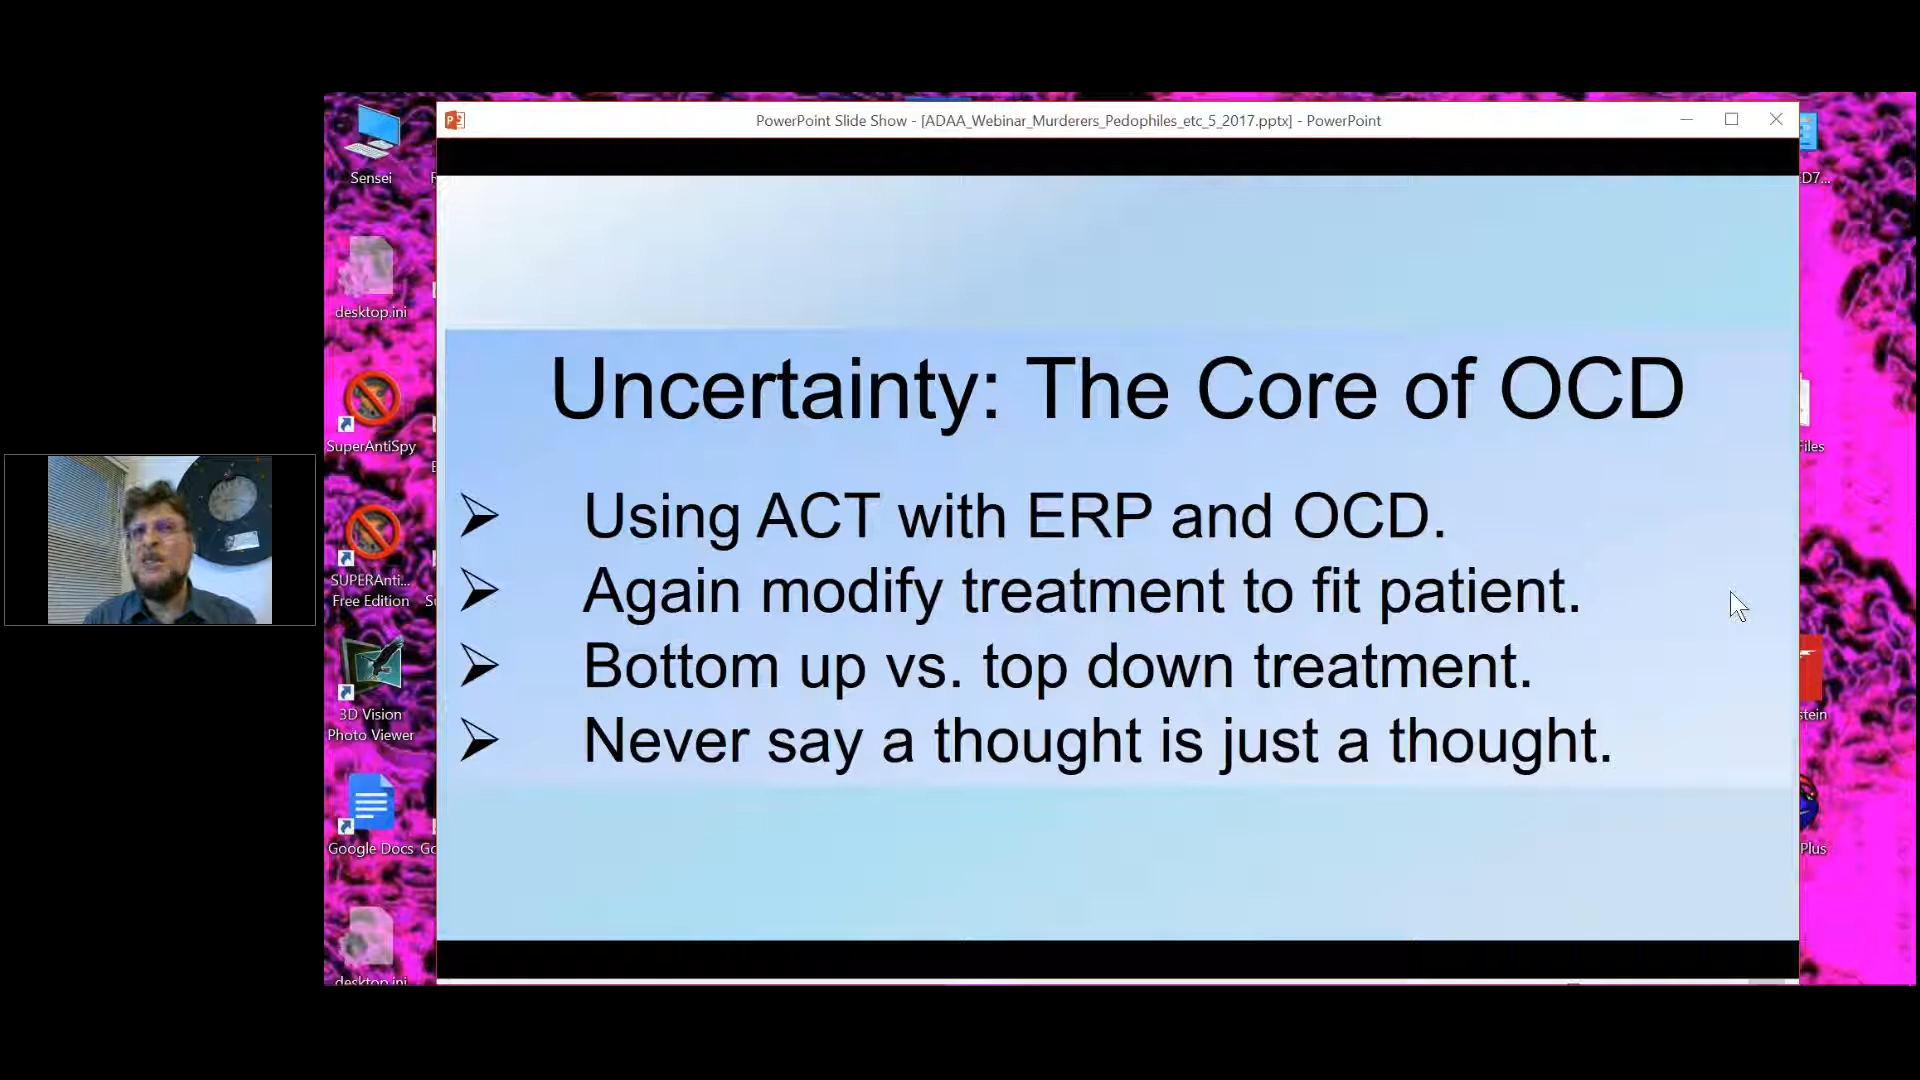 PowerPoint Slide Show - [ADAA_Webinar_Murderers_Pedophiles_etc_5_2017.pptx] - PowerPoint
Sensei
desktop.ini
SuperAntiSpy
SUPERAnti...
Free Edition
3D Vision
Photo Viewer
Google Docs
desktop.ini
Uncertainty: The Core of OCD
➢ Using ACT with ERP and OCD.
➢ Again modify treatment to fit patient.
➢ Bottom up vs. top down treatment.
➢ Never say a thought is just a thought.
Plus